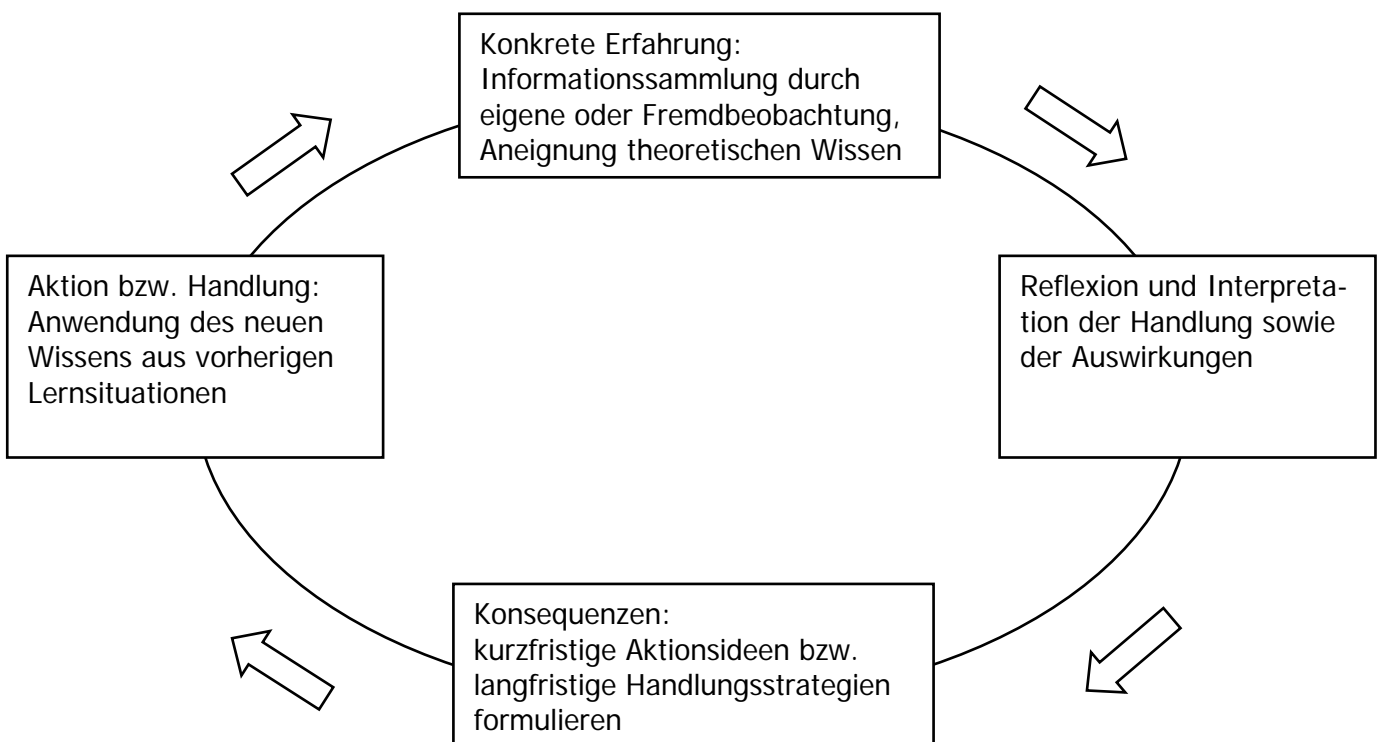 Konkrete Erfahrung:
Informationssammlung durch
eigene oder Fremdbeobachtung,
Aneignung theoretischen Wissen
Aktion bzw. Handlung:
Anwendung des neuen
Wissens aus vorherigen
Lernsituationen
Reflexion und Interpreta-
tion der Handlung sowie
der Auswirkungen
Konsequenzen:
kurzfristige Aktionsideen bzw.
langfristige Handlungsstrategien
formulieren